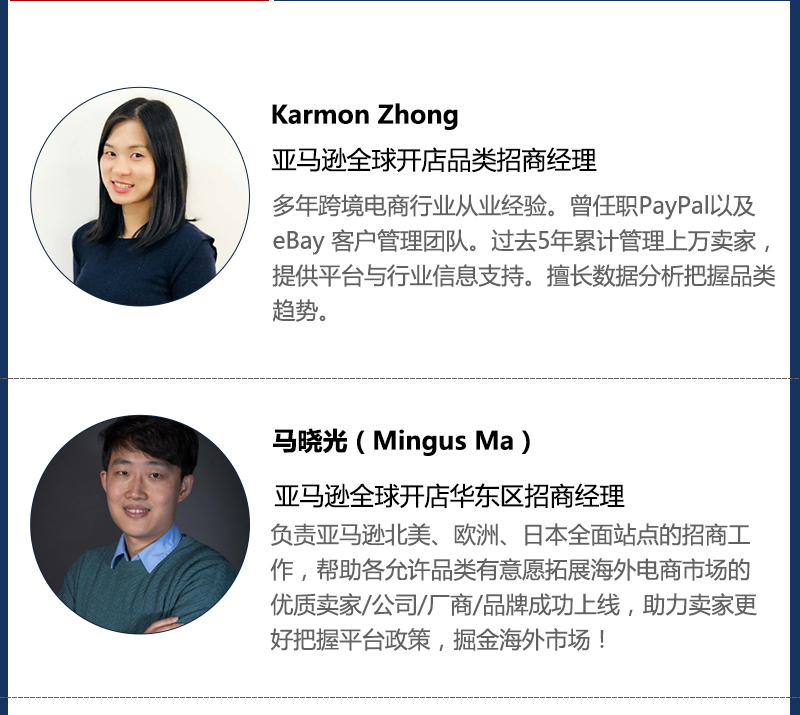 Karmon Zhong
亚马逊全球开店品类招商经理
多年跨境电商行业从业经验。曾任职PayPal以及
eBay 客户管理团队。过去5年累计管理上万卖家，
提供平台与行业信息支持。擅长数据分析把握品类
趋势。
马晓光（Mingus Ma）
亚马逊全球开店华东区招商经理
负责亚马逊北美、欧洲、日本全面站点的招商工
作，帮助各允许品类有意愿拓展海外电商市场的
优质卖家/公司/厂商/品牌成功上线，助力卖家更
好把握平台政策，掘金海外市场！